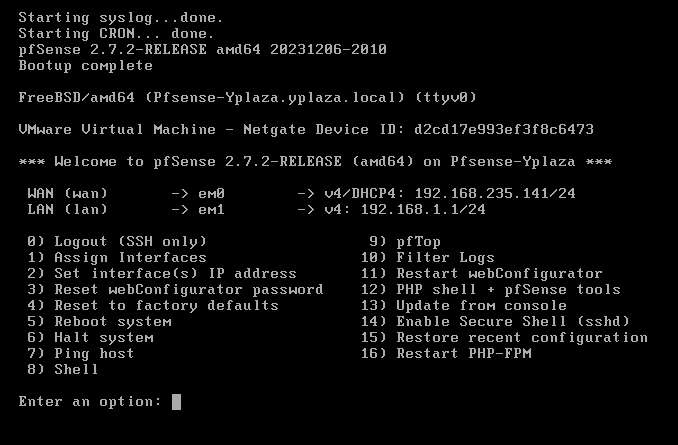 Starting syslog...done.
Starting CRON... done.
pfSense 2.7.2-RELEASE amd64 20231206-2010
Bootup complete
FreeBSD/amd64 (Pfsense-Yplaza.yplaza.local) (ttyv0)
VMware Virtual Machine - Netgate Device ID: d2cd17e993ef3f8c6473
*** Welcome to pfSense 2.7.2-RELEASE (amd64) on Pfsense-Yplaza ***
WAN (wan)       -> em0        -> v4/DHCP4: 192.168.235.141/24
LAN (lan)       -> em1        -> v4: 192.168.1.1/24
0) Logout (SSH only)                  9) pfTop
1) Assign Interfaces                 10) Filter Logs
2) Set interface(s) IP address       11) Restart webConfigurator
3) Reset webConfigurator password    12) PHP shell + pfSense tools
4) Reset to factory defaults         13) Update from console
5) Reboot system                     14) Enable Secure Shell (sshd)
6) Halt system                       15) Restore recent configuration
7) Ping host                         16) Restart PHP-FPM
8) Shell
Enter an option: